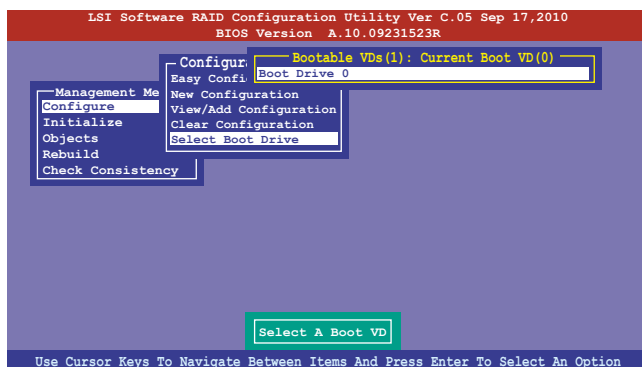 LSI Software RAID Configuration Utility Ver C.05 Sep 17,2010
BIOS Version A.10.09231523R
Bootable VDs(1): Current Boot VD(0)
Boot Drive 0
Configura
Easy Confi
New Configuration
View/Add Configuration
Clear Configuration
Select Boot Drive
Management Me
Configure
Initialize
Objects
Rebuild
Check Consistency
Select A Boot VD
Use Cursor Keys To Navigate Between Items And Press Enter To Select An Option